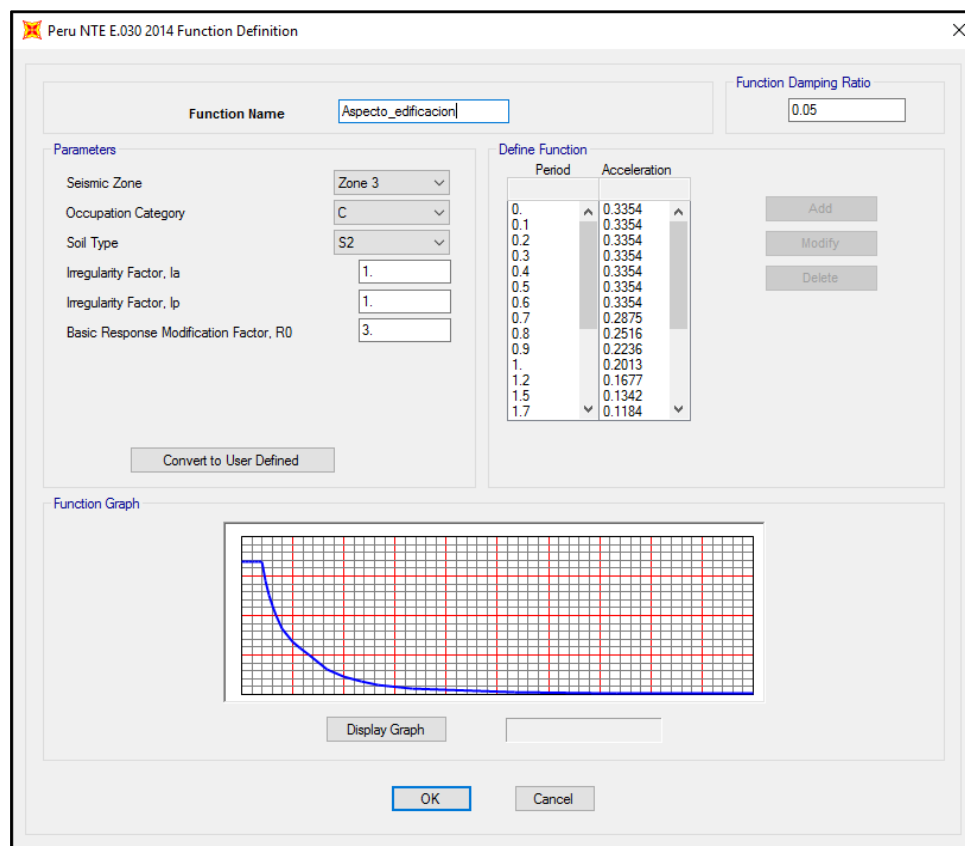 Peru NTE E.030 2014 Function Definition
Function Name Aspecto_edificacion
Function Damping Ratio
0.05
Parameters
Seismic Zone Zone 3
Occupation Category C
Soil Type S2
Irregularity Factor, Ia 1.
Irregularity Factor, Ip 1.
Basic Response Modification Factor, R0 3.
Convert to User Defined
Define Function
Period Acceleration
0. 0.3354
0.1 0.3354
0.2 0.3354
0.3 0.3354
0.4 0.3354
0.5 0.3354
0.6 0.3354
0.7 0.2875
0.8 0.2516
0.9 0.2236
1. 0.2013
1.2 0.1677
1.5 0.1342
1.7 0.1184
Add
Modify
Delete
Function Graph
Display Graph
OK Cancel